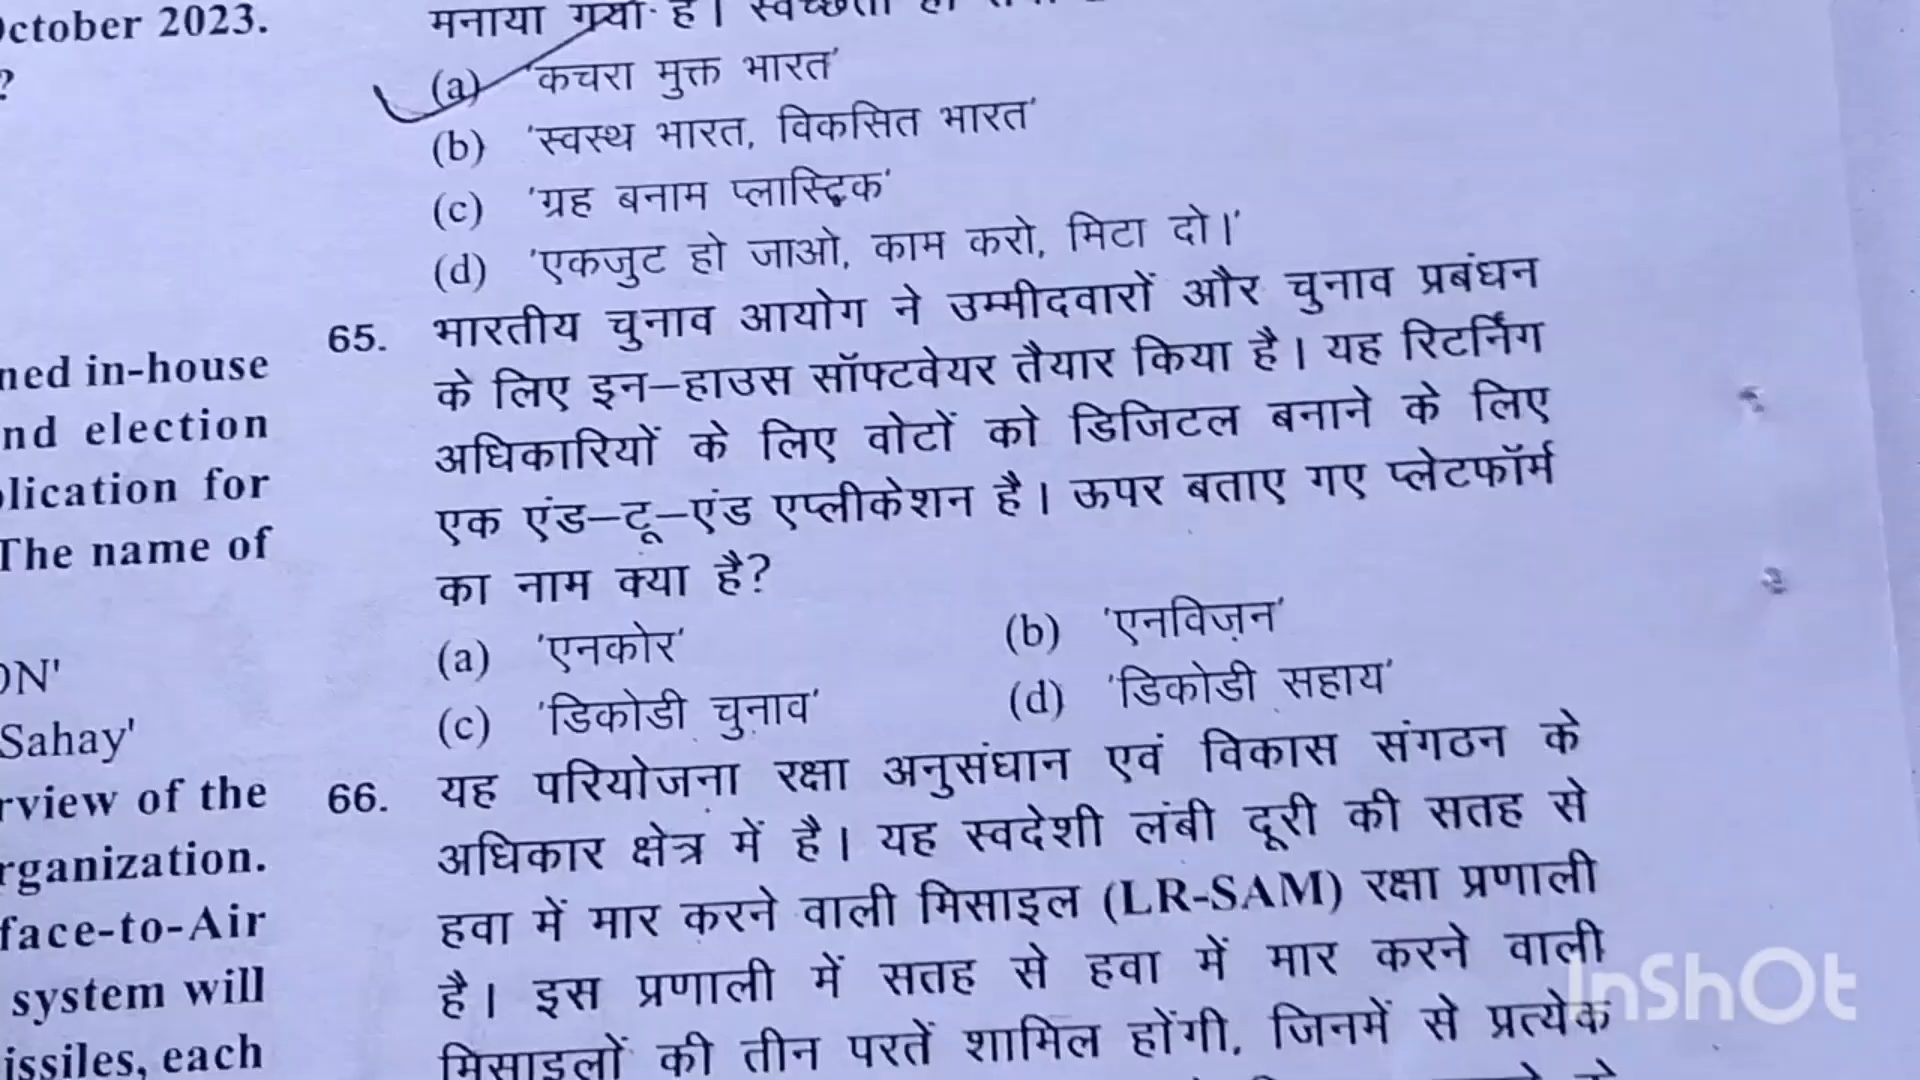 October 2023.
?
ned in-house
nd election
lication for
The name of
ON'
Sahay'
rview of the
rganization.
face-to-Air
system will
issiles, each
मनाया गया है। स्वच्छता ही
(a) 'कचरा मुक्त भारत'
(b) 'स्वस्थ भारत, विकसित भारत'
(c) 'ग्रह बनाम प्लास्टिक'
(d) 'एकजुट हो जाओ, काम करो, मिटा दो।'
65. भारतीय चुनाव आयोग ने उम्मीदवारों और चुनाव प्रबंधन
के लिए इन–हाउस सॉफ्टवेयर तैयार किया है। यह रिटर्निंग
अधिकारियों के लिए वोटों को डिजिटल बनाने के लिए
एक एंड–टू–एंड एप्लीकेशन है। ऊपर बताए गए प्लेटफॉर्म
का नाम क्या है?
(a) 'एनकोर' (b) 'एनविज़न'
(c) 'डिकोडी चुनाव' (d) 'डिकोडी सहाय'
66. यह परियोजना रक्षा अनुसंधान एवं विकास संगठन के
अधिकार क्षेत्र में है। यह स्वदेशी लंबी दूरी की सतह से
हवा में मार करने वाली मिसाइल (LR-SAM) रक्षा प्रणाली
है। इस प्रणाली में सतह से हवा में मार करने वाली
मिसाइलों की तीन परतें शामिल होंगी, जिनमें से प्रत्येक
InShOt